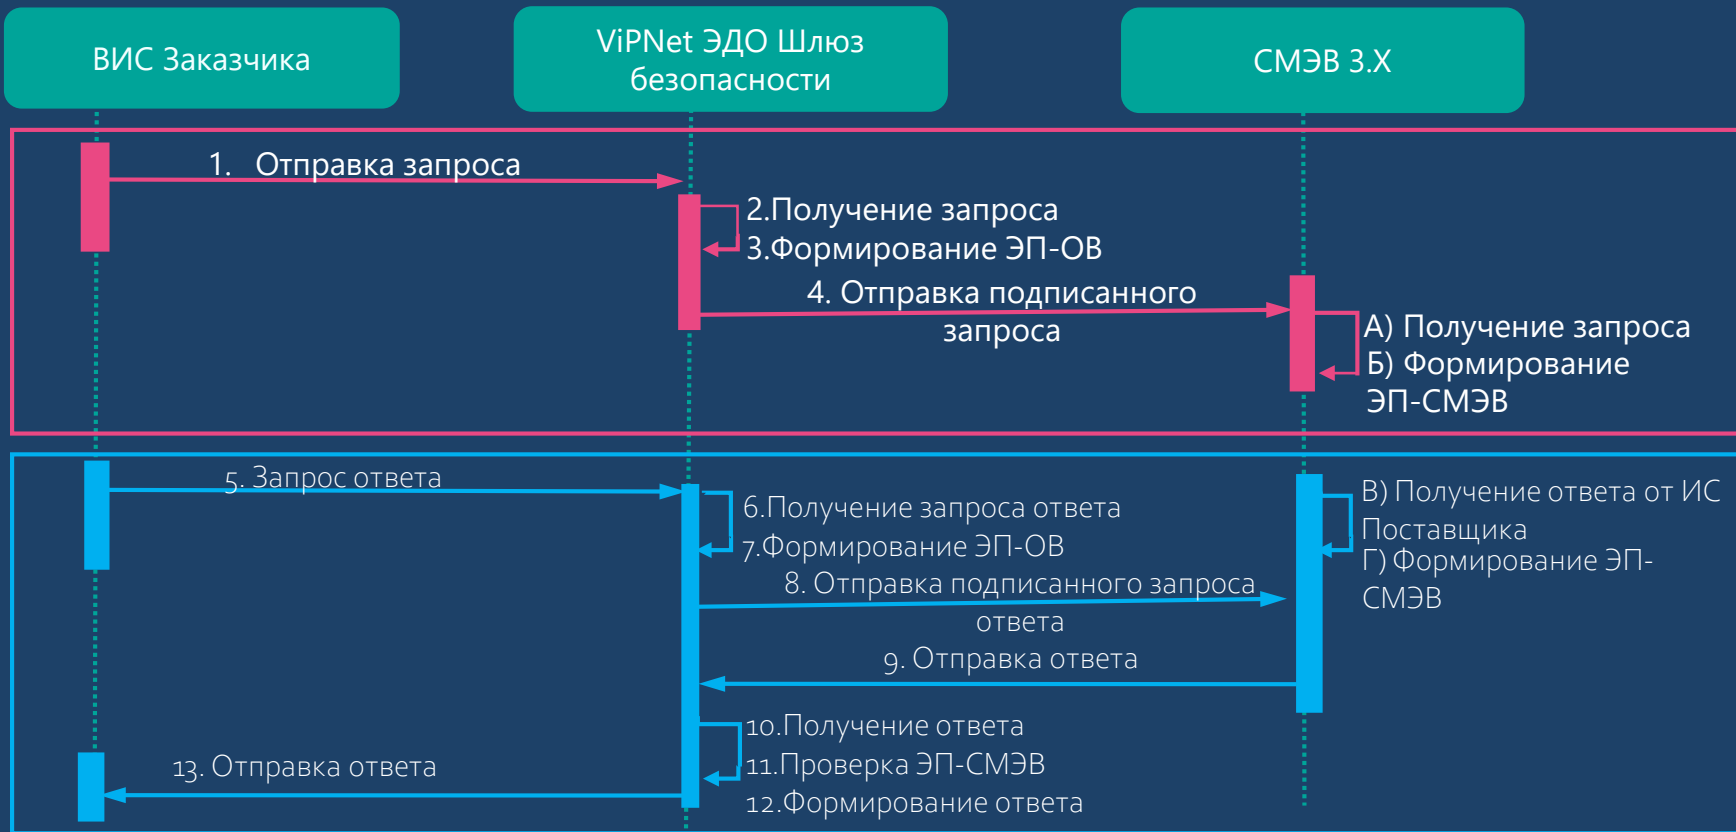 ВИС Заказчика
ViPNet ЭДО Шлюз
безопасности
СМЭВ 3.X
1. Отправка запроса
2.Получение запроса
3.Формирование ЭП-ОВ
4. Отправка подписанного
запроса
А) Получение запроса
Б) Формирование
ЭП-СМЭВ
5. Запрос ответа
6.Получение запроса ответа
7.Формирование ЭП-ОВ
В) Получение ответа от ИС
Поставщика
Г) Формирование ЭП-
СМЭВ
8. Отправка подписанного запроса
ответа
9. Отправка ответа
10.Получение ответа
11.Проверка ЭП-СМЭВ
12.Формирование ответа
13. Отправка ответа